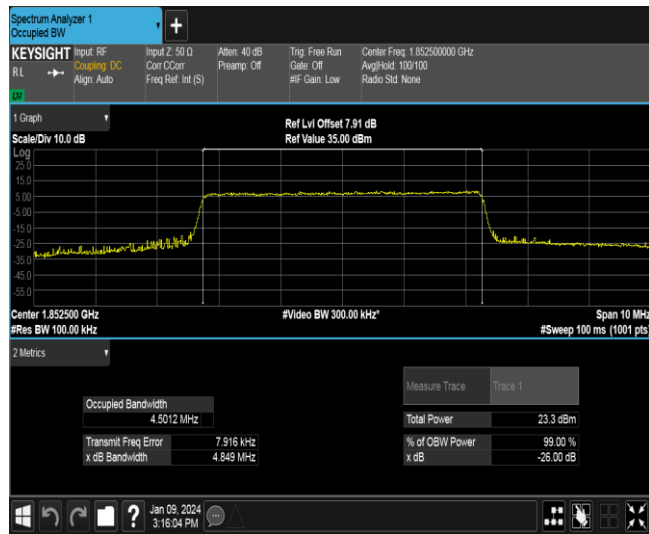 Spectrum Analyzer 1
Occupied BW
+
KEYSIGHT Input: RF Input Z: 50 Ω Atten: 40 dB Trig: Free Run Center Freq: 1.852500000 GHz
RL Coupling: DC Corr CCorr Preamp: Off Gate: Off Avg|Hold: 100/100
Align: Auto Freq Ref: Int (S) #IF Gain: Low Radio Std: None
1 Graph
Scale/Div 10.0 dB
Ref Lvl Offset 7.91 dB
Ref Value 35.00 dBm
Log
25.0
15.0
5.00
-5.00
-15.0
-25.0
-35.0
-45.0
-55.0
Center 1.852500 GHz #Video BW 300.00 kHz* Span 10 MHz
#Res BW 100.00 kHz #Sweep 100 ms (1001 pts)
2 Metrics
Measure Trace Trace 1
Occupied Bandwidth
4.5012 MHz
Total Power 23.3 dBm
Transmit Freq Error 7.916 kHz % of OBW Power 99.00 %
x dB Bandwidth 4.849 MHz x dB -26.00 dB
? Jan 09, 2024
3:16:04 PM